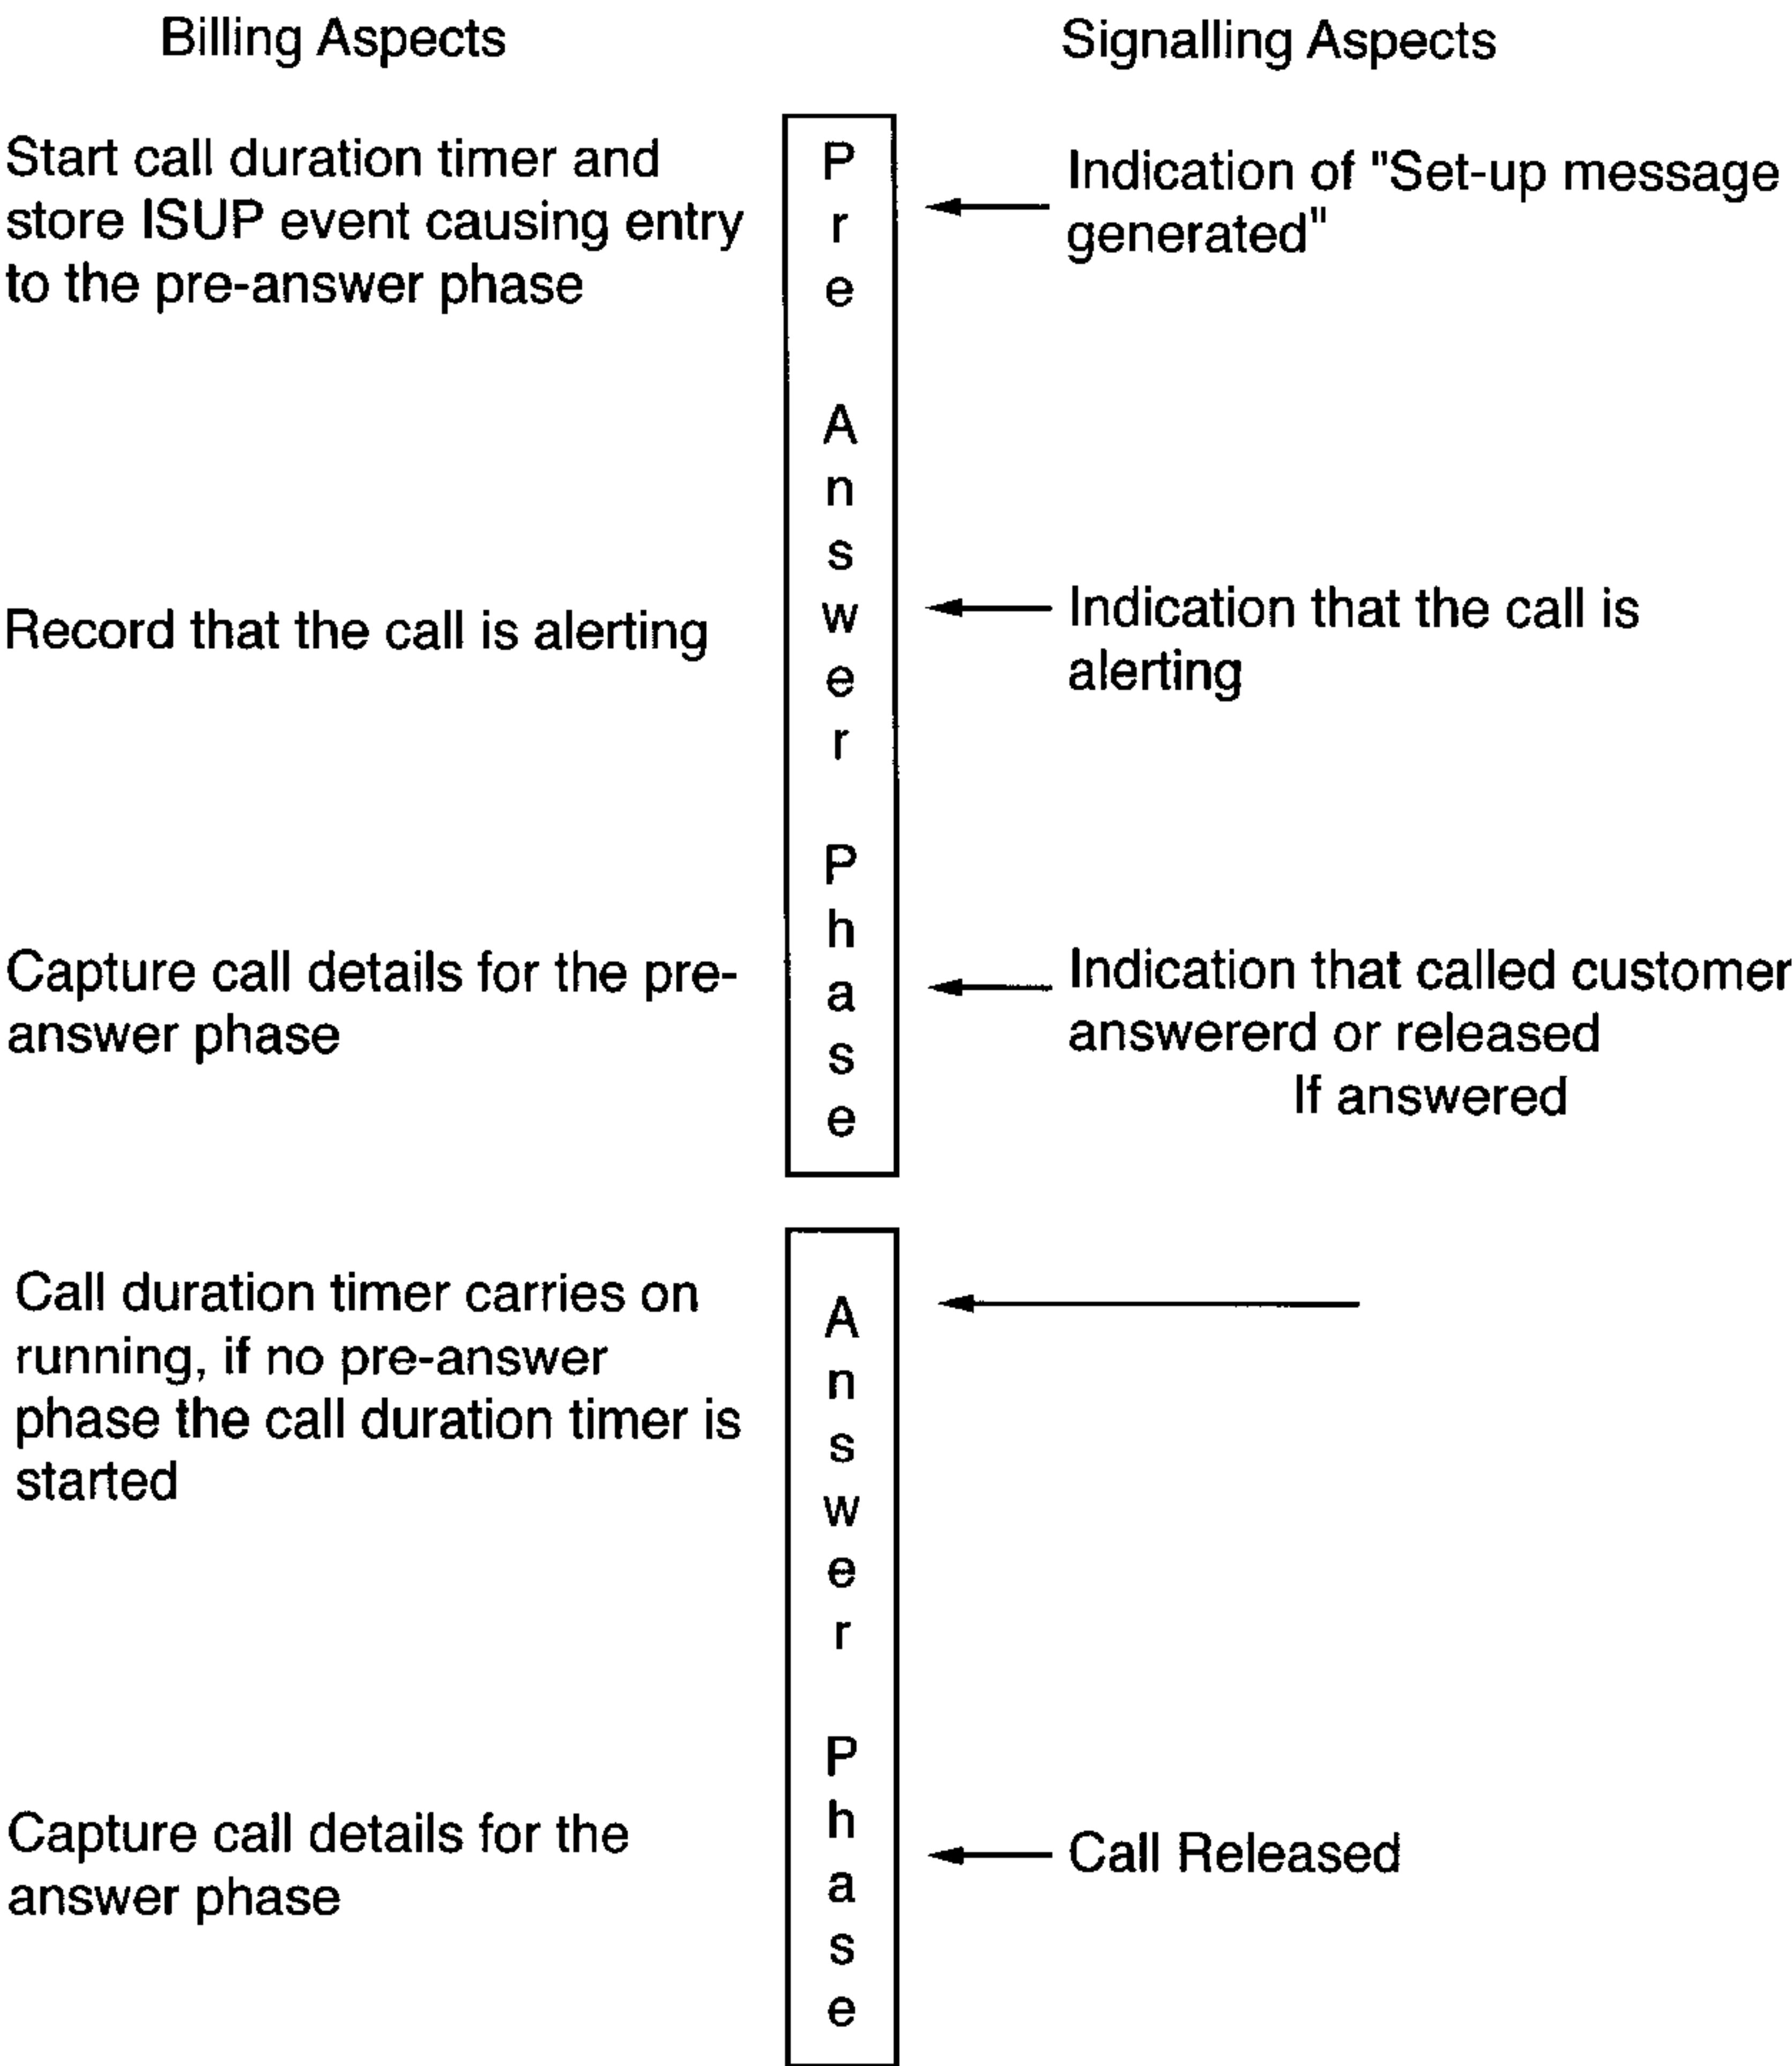 Billing Aspects
Signalling Aspects
Start call duration timer and
store ISUP event causing entry
to the pre-answer phase
Pre Answer Phase
Indication of "Set-up message
generated"
Record that the call is alerting
Indication that the call is
alerting
Capture call details for the pre-
answer phase
Indication that called customer
answererd or released
If answered
Call duration timer carries on
running, if no pre-answer
phase the call duration timer is
started
Answer Phase
Capture call details for the
answer phase
Call Released